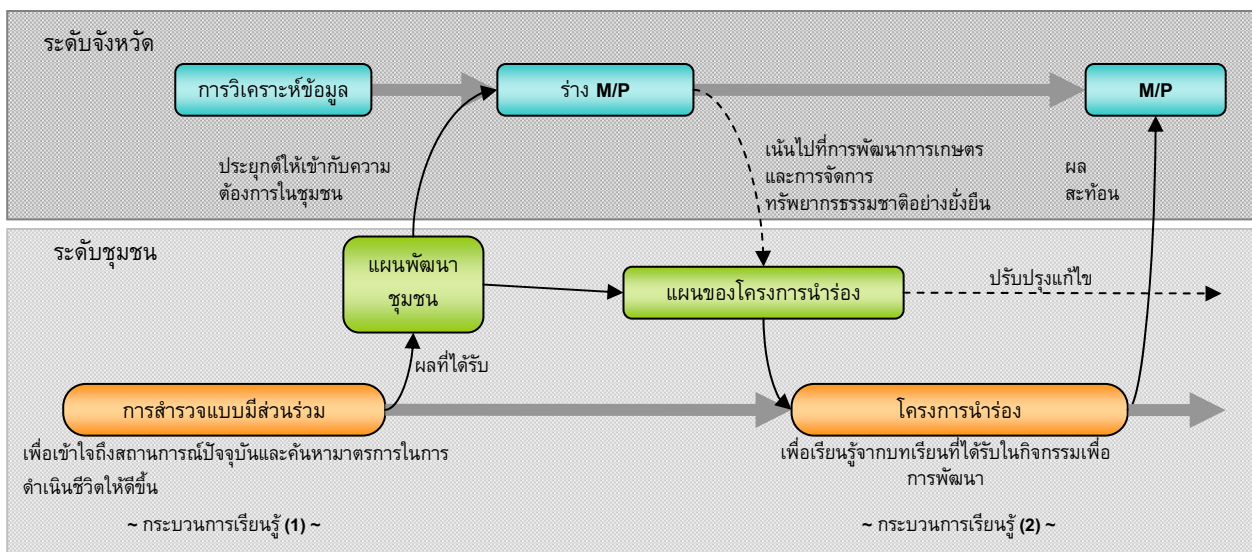 ระดับจังหวัด
การวิเคราะห์ข้อมูล
ร่าง M/P
M/P
ประยุกต์ให้เข้ากับความ
ต้องการในชุมชน
เน้นไปที่การพัฒนาการเกษตร
และการจัดการ
ทรัพยากรธรรมชาติอย่างยั่งยืน
ผล
สะท้อน
ระดับชุมชน
แผนพัฒนา
ชุมชน
แผนของโครงการนำร่อง
ปรับปรุงแก้ไข
ผลที่ได้รับ
การสำรวจแบบมีส่วนร่วม
โครงการนำร่อง
เพื่อเข้าใจถึงสถานการณ์ปัจจุบันและค้นหามาตรการในการ
ดำเนินชีวิตให้ดีขึ้น
เพื่อเรียนรู้จากบทเรียนที่ได้รับในกิจกรรมเพื่อ
การพัฒนา
~ กระบวนการเรียนรู้ (1) ~
~ กระบวนการเรียนรู้ (2) ~